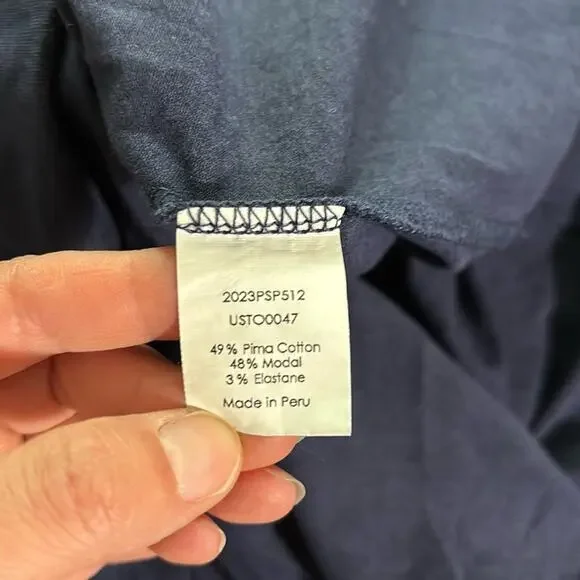 2023PSP512
USTO0047
49% Pima Cotton
48% Modal
3% Elastane
Made in Peru